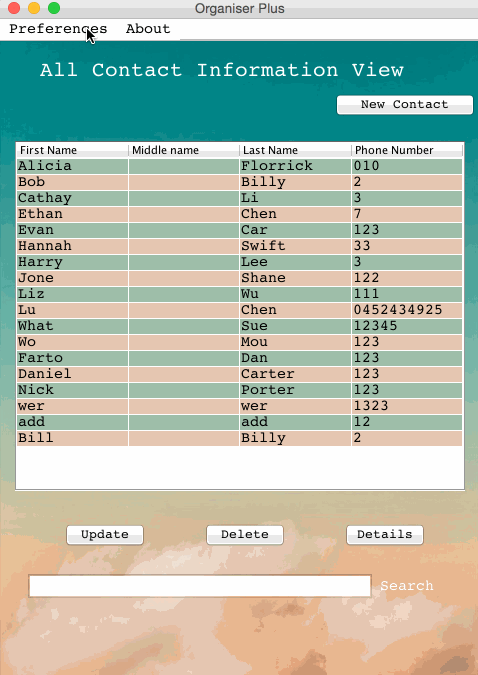 Organiser Plus
Preferences About
All Contact Information View
New Contact
First Name Middle name Last Name Phone Number
Alicia Florrick 010
Bob Billy 2
Cathay Li 3
Ethan Chen 7
Evan Car 123
Hannah Swift 33
Harry Lee 3
Jone Shane 122
Liz Wu 111
Lu Chen 0452434925
What Sue 12345
Wo Mou 123
Farto Dan 123
Daniel Carter 123
Nick Porter 123
wer wer 1323
add add 12
Bill Billy 2
Update Delete Details
Search